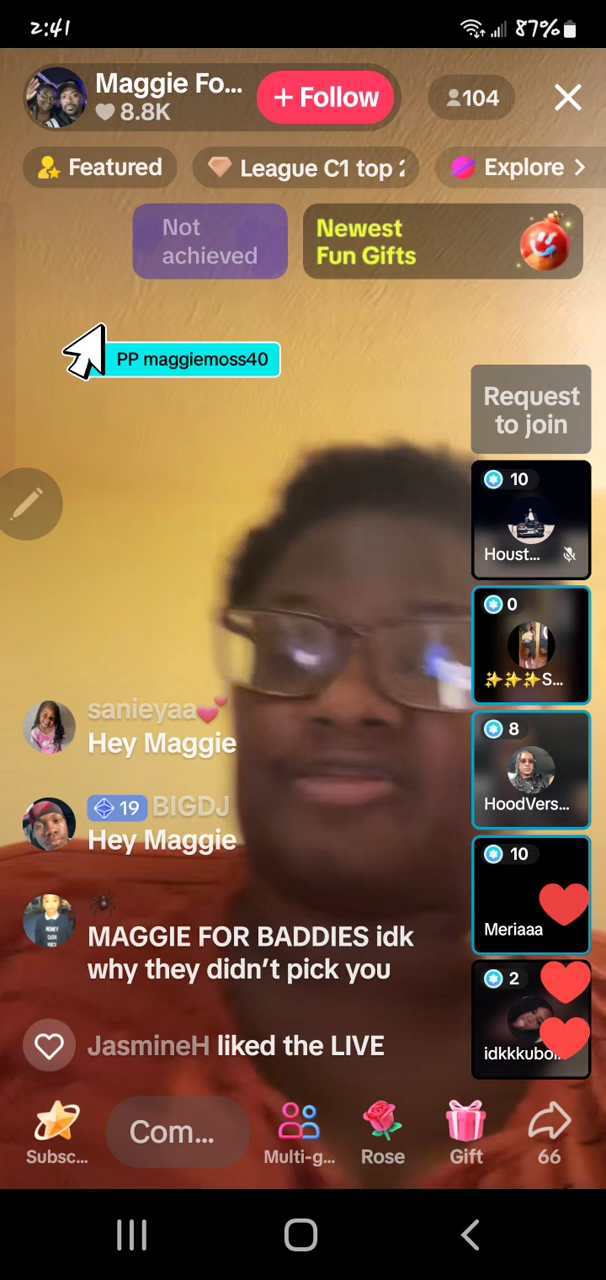 2:41 87%
Maggie Fo...
8.8K
+ Follow
104
Featured
League C1 top
Explore >
Not
achieved
Newest
Fun Gifts
PP maggiemoss40
Request
to join
10
Houst...
0
✨✨✨S...
8
HoodVers...
10
Meriaaa
2
idkkkubo...
sanieyaa💕
Hey Maggie
19 BIGDJ
Hey Maggie
🕷
MAGGIE FOR BADDIES idk
why they didn't pick you
JasmineH liked the LIVE
Subsc...
Com...
Multi-g...
Rose
Gift
66